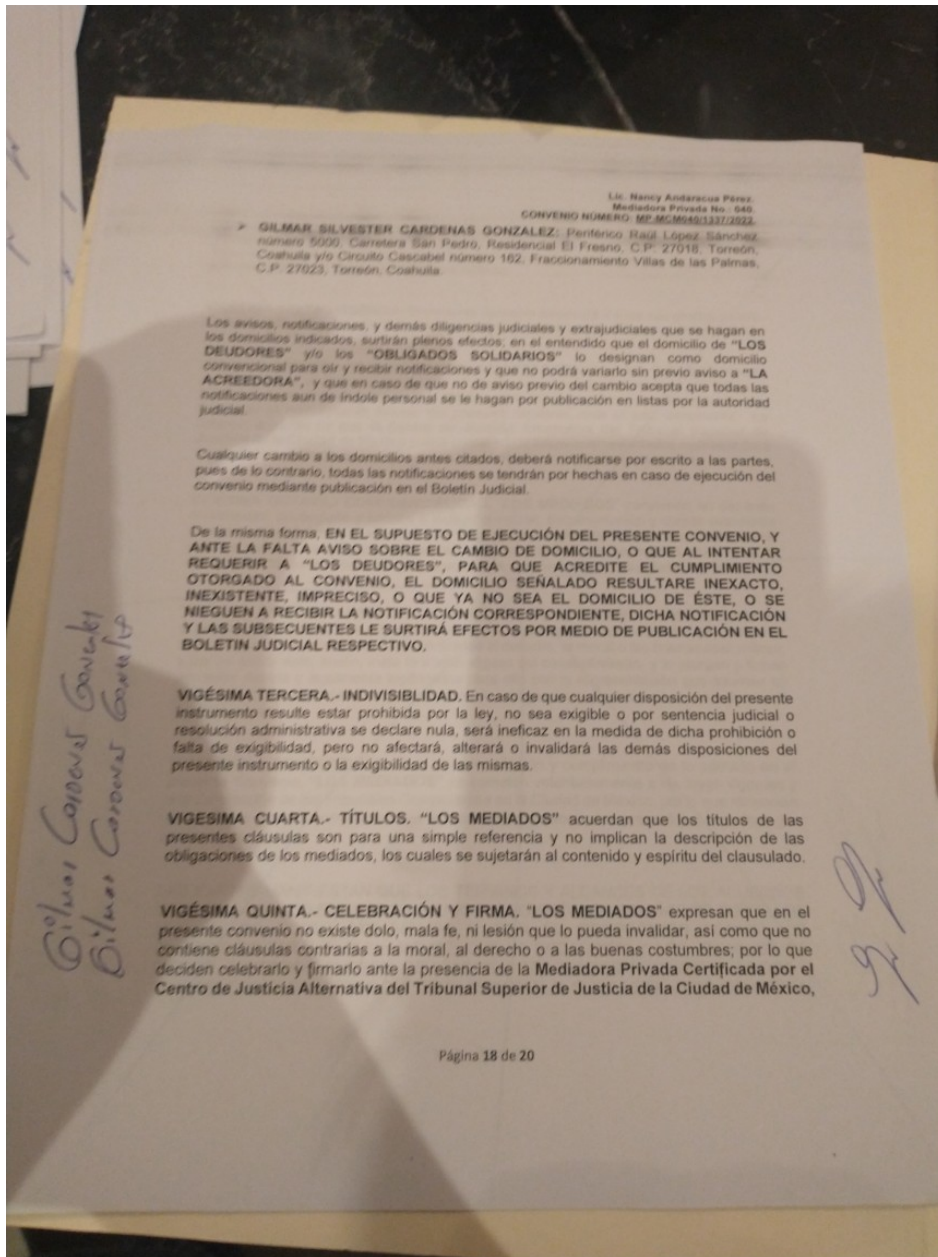 Lic. Nancy Andaracua Pérez.
Mediadora Privada No. 040.
CONVENIO NÚMERO: MP-MCM040/1337/2022.
➢ GILMAR SILVESTER CARDENAS GONZALEZ: Periférico Raúl López Sánchez
número 5000, Carretera San Pedro, Residencial El Fresno, C.P. 27018, Torreón,
Coahuila y/o Circuito Cascabel número 162, Fraccionamiento Villas de las Palmas,
C.P. 27023, Torreón, Coahuila.
Los avisos, notificaciones, y demás diligencias judiciales y extrajudiciales que se hagan en
los domicilios indicados, surtirán plenos efectos; en el entendido que el domicilio de "LOS
DEUDORES" y/o los "OBLIGADOS SOLIDARIOS" lo designan como domicilio
convencional para oír y recibir notificaciones y que no podrá variarlo sin previo aviso a "LA
ACREEDORA", y que en caso de que no de aviso previo del cambio acepta que todas las
notificaciones aun de índole personal se le hagan por publicación en listas por la autoridad
judicial.
Cualquier cambio a los domicilios antes citados, deberá notificarse por escrito a las partes,
pues de lo contrario, todas las notificaciones se tendrán por hechas en caso de ejecución del
convenio mediante publicación en el Boletín Judicial.
De la misma forma, EN EL SUPUESTO DE EJECUCIÓN DEL PRESENTE CONVENIO, Y
ANTE LA FALTA AVISO SOBRE EL CAMBIO DE DOMICILIO, O QUE AL INTENTAR
REQUERIR A "LOS DEUDORES", PARA QUE ACREDITE EL CUMPLIMIENTO
OTORGADO AL CONVENIO, EL DOMICILIO SEÑALADO RESULTARE INEXACTO,
INEXISTENTE, IMPRECISO, O QUE YA NO SEA EL DOMICILIO DE ÉSTE, O SE
NIEGUEN A RECIBIR LA NOTIFICACIÓN CORRESPONDIENTE, DICHA NOTIFICACIÓN
Y LAS SUBSECUENTES LE SURTIRÁ EFECTOS POR MEDIO DE PUBLICACIÓN EN EL
BOLETIN JUDICIAL RESPECTIVO.
VIGÉSIMA TERCERA.- INDIVISIBLIDAD. En caso de que cualquier disposición del presente
instrumento resulte estar prohibida por la ley, no sea exigible o por sentencia judicial o
resolución administrativa se declare nula, será ineficaz en la medida de dicha prohibición o
falta de exigibilidad, pero no afectará, alterará o invalidará las demás disposiciones del
presente instrumento o la exigibilidad de las mismas.
VIGESIMA CUARTA.- TÍTULOS. "LOS MEDIADOS" acuerdan que los títulos de las
presentes cláusulas son para una simple referencia y no implican la descripción de las
obligaciones de los mediados, los cuales se sujetarán al contenido y espíritu del clausulado.
VIGÉSIMA QUINTA.- CELEBRACIÓN Y FIRMA. "LOS MEDIADOS" expresan que en el
presente convenio no existe dolo, mala fe, ni lesión que lo pueda invalidar, así como que no
contiene cláusulas contrarias a la moral, al derecho o a las buenas costumbres; por lo que
deciden celebrarlo y firmarlo ante la presencia de la Mediadora Privada Certificada por el
Centro de Justicia Alternativa del Tribunal Superior de Justicia de la Ciudad de México,
Página 18 de 20
Gilmar Cardenas Gonzalez
Gilmar Cardenas Gonzalez